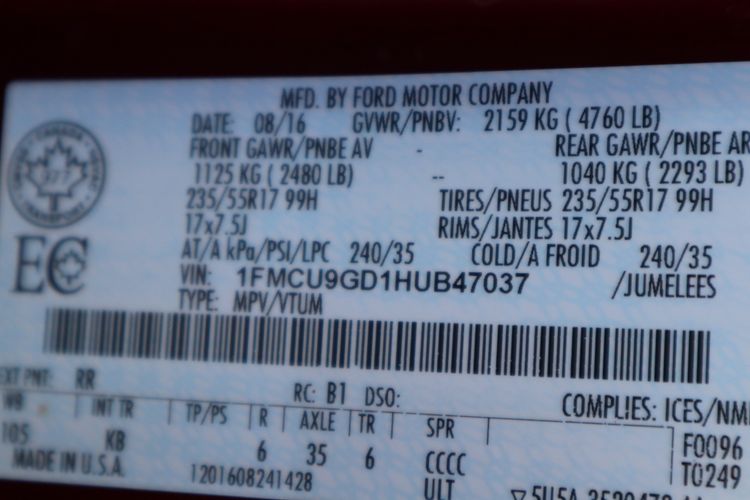 MFD. BY FORD MOTOR COMPANY
DATE: 08/16 GVWR/PNBV: 2159 KG ( 4760 LB)
FRONT GAWR/PNBE AV - REAR GAWR/PNBE AR
1125 KG ( 2480 LB) -- 1040 KG ( 2293 LB)
235/55R17 99H TIRES/PNEUS 235/55R17 99H
17x7.5J RIMS/JANTES 17x7.5J
AT/A kPa/PSI/LPC 240/35 COLD/A FROID 240/35
VIN: 1FMCU9GD1HUB47037 /JUMELEES
TYPE: MPV/VTUM
EC
EXT PNT: RR RC: B1 DSO:
WB INT TR TP/PS R AXLE TR SPR COMPLIES: ICES/NM
105 KB 6 35 6 CCCC F0096
MADE IN U.S.A. 1201608241428 ULT T0249